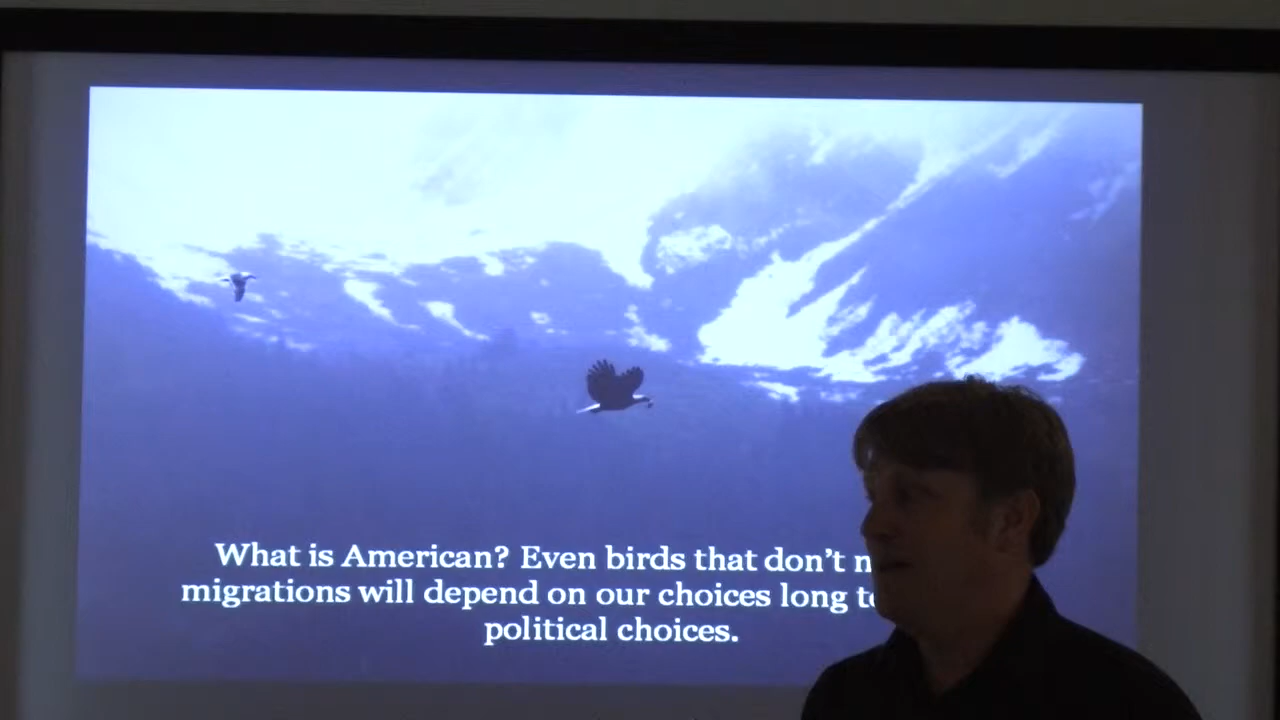 What is American? Even birds that don't
migrations will depend on our choices long
political choices.